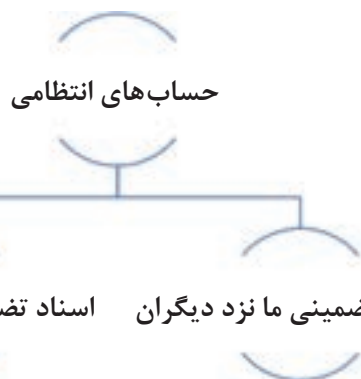 حساب‌های انتظامی
ضمینی ما نزد دیگران
اسناد تض